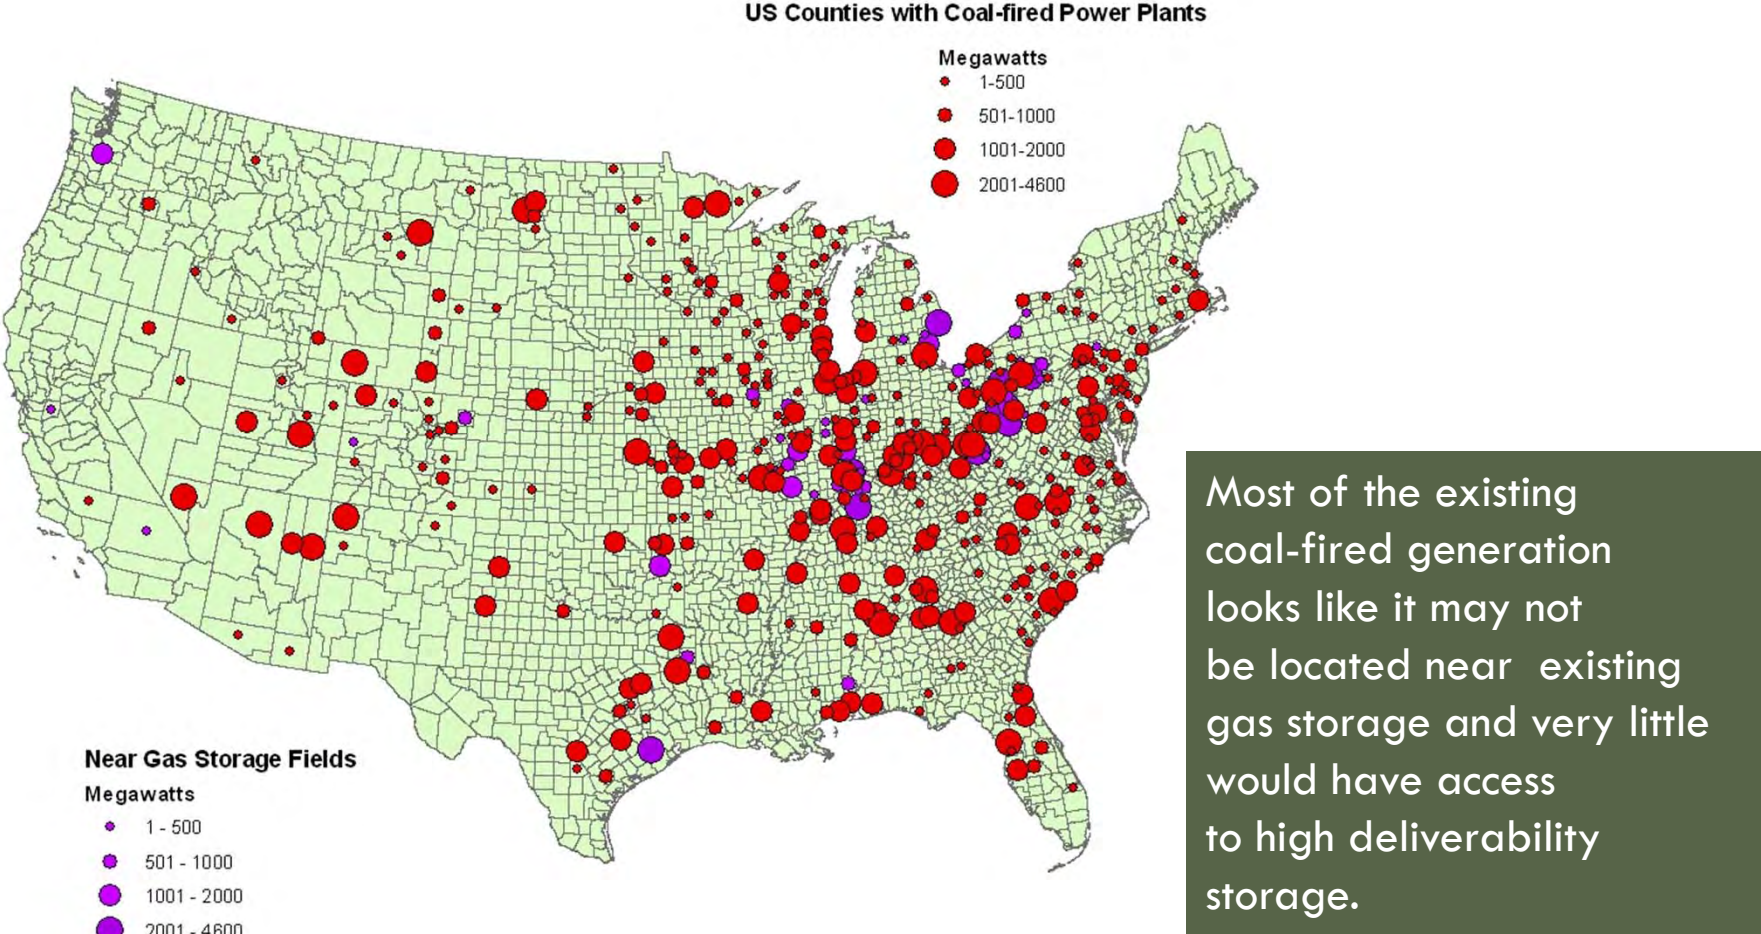 US Counties with Coal-fired Power Plants
Megawatts
1-500
501-1000
1001-2000
2001-4600
Near Gas Storage Fields
Megawatts
1 - 500
501 - 1000
1001 - 2000
2001 - 4600
Most of the existing
coal-fired generation
looks like it may not
be located near existing
gas storage and very little
would have access
to high deliverability
storage.